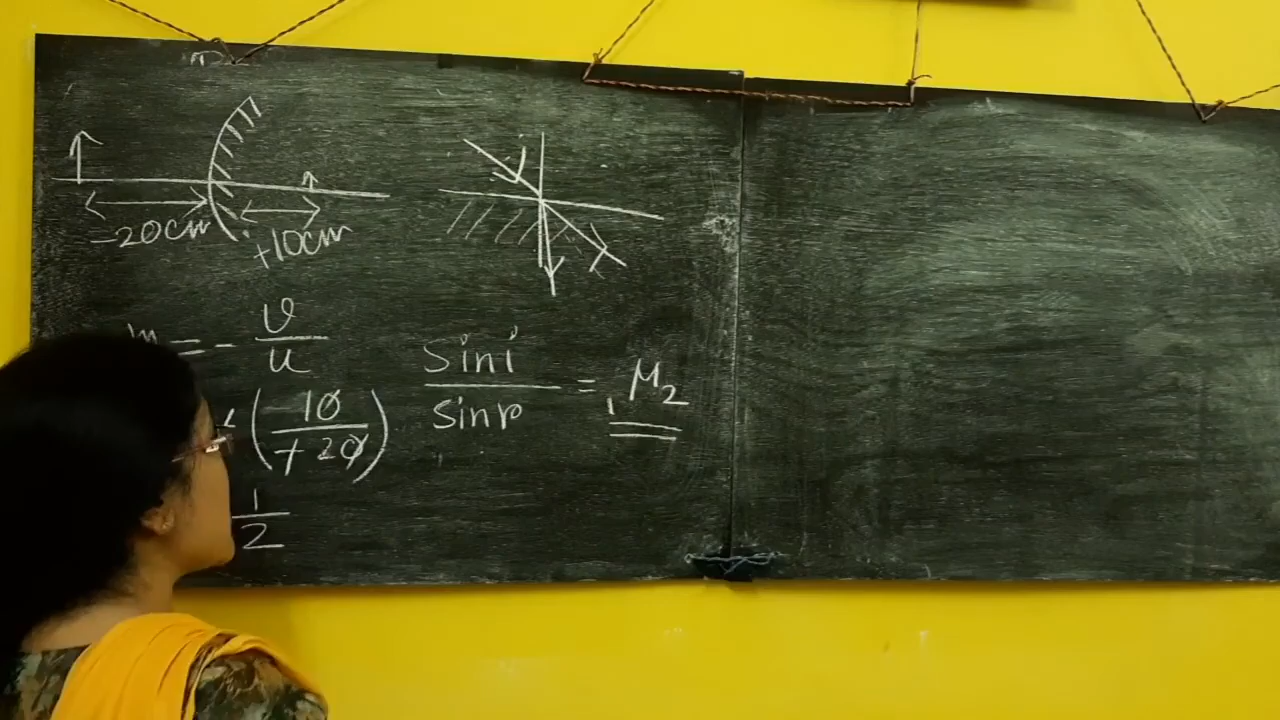 -20cm
+10cm
m = - v/u
(-10/+20)
1/2
sin i / sin r = ₁μ₂